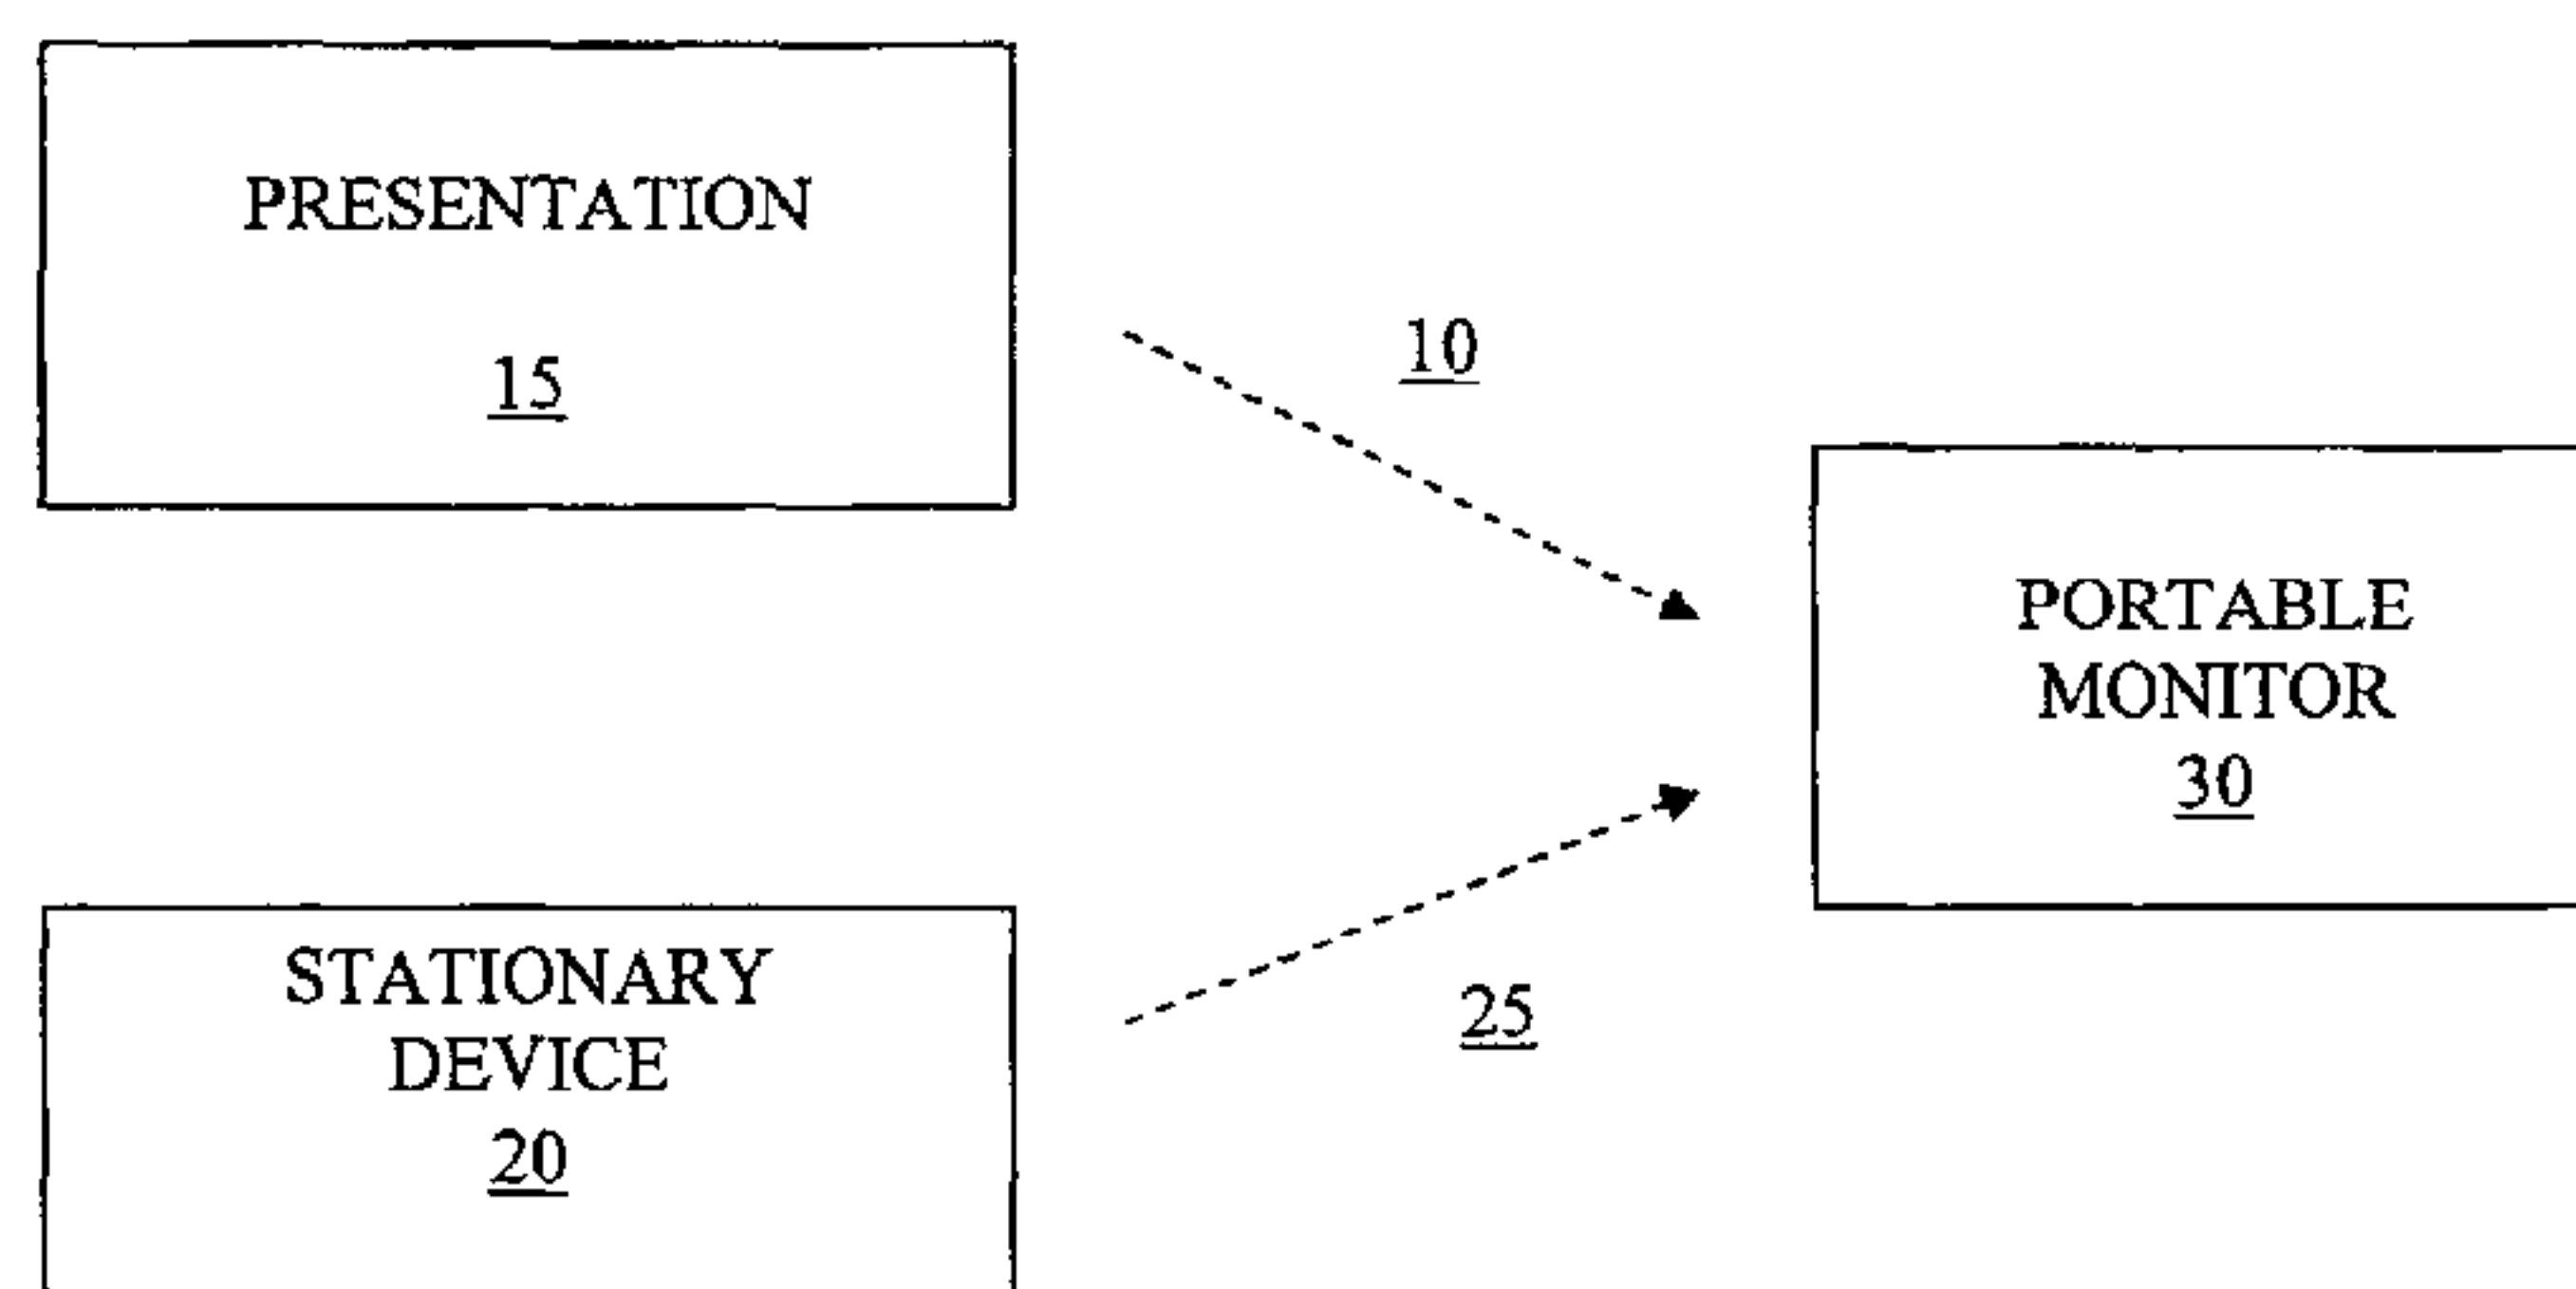 PRESENTATION
15
10
PORTABLE
MONITOR
30
STATIONARY
DEVICE
20
25